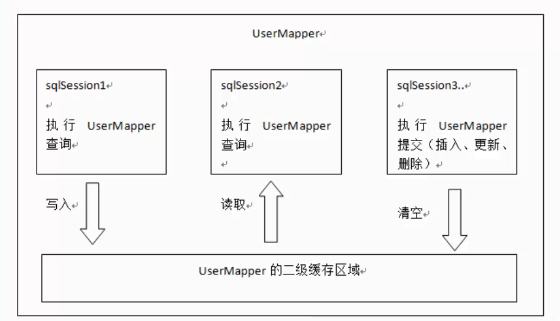 UserMapper
sqlSession1
执行 UserMapper
查询
sqlSession2
执行 UserMapper
查询
sqlSession3..
执行 UserMapper
提交（插入、更新、
删除）
写入
读取
清空
UserMapper 的二级缓存区域